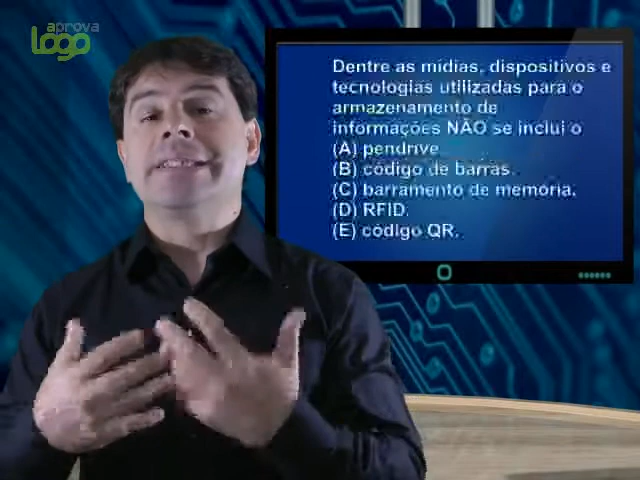 aprova
logo
Dentre as mídias, dispositivos e
tecnologias utilizadas para o
armazenamento de
informações NÃO se inclui o
(A) pendrive
(B) código de barras.
(C) barramento de memória.
(D) RFID.
(E) código QR.